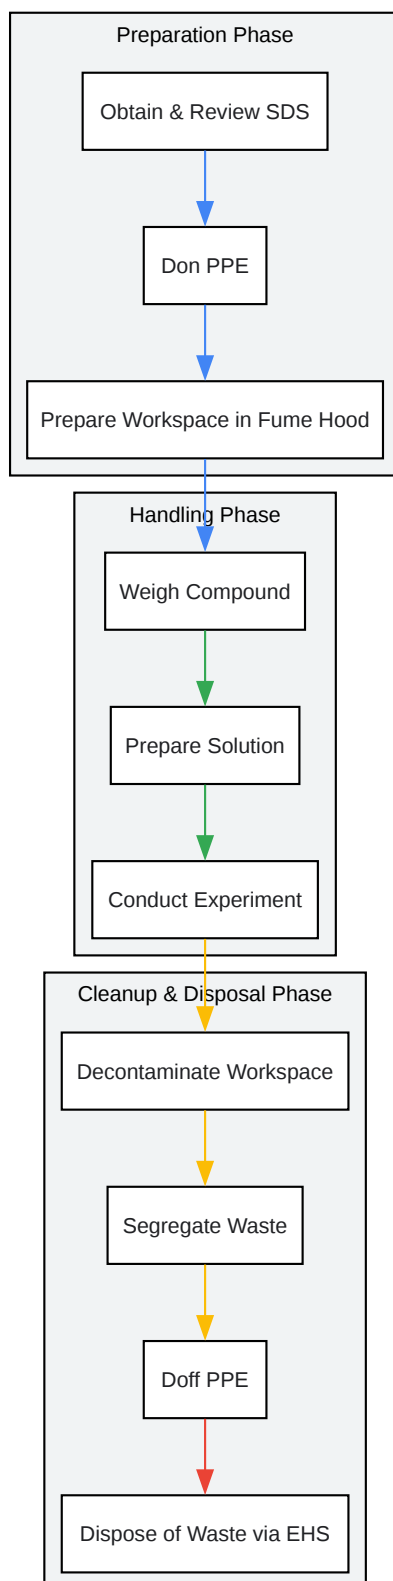 Preparation Phase
Obtain & Review SDS
Don PPE
Prepare Workspace in Fume Hood
Handling Phase
Weigh Compound
Prepare Solution
Conduct Experiment
Cleanup & Disposal Phase
Decontaminate Workspace
Segregate Waste
Doff PPE
Dispose of Waste via EHS